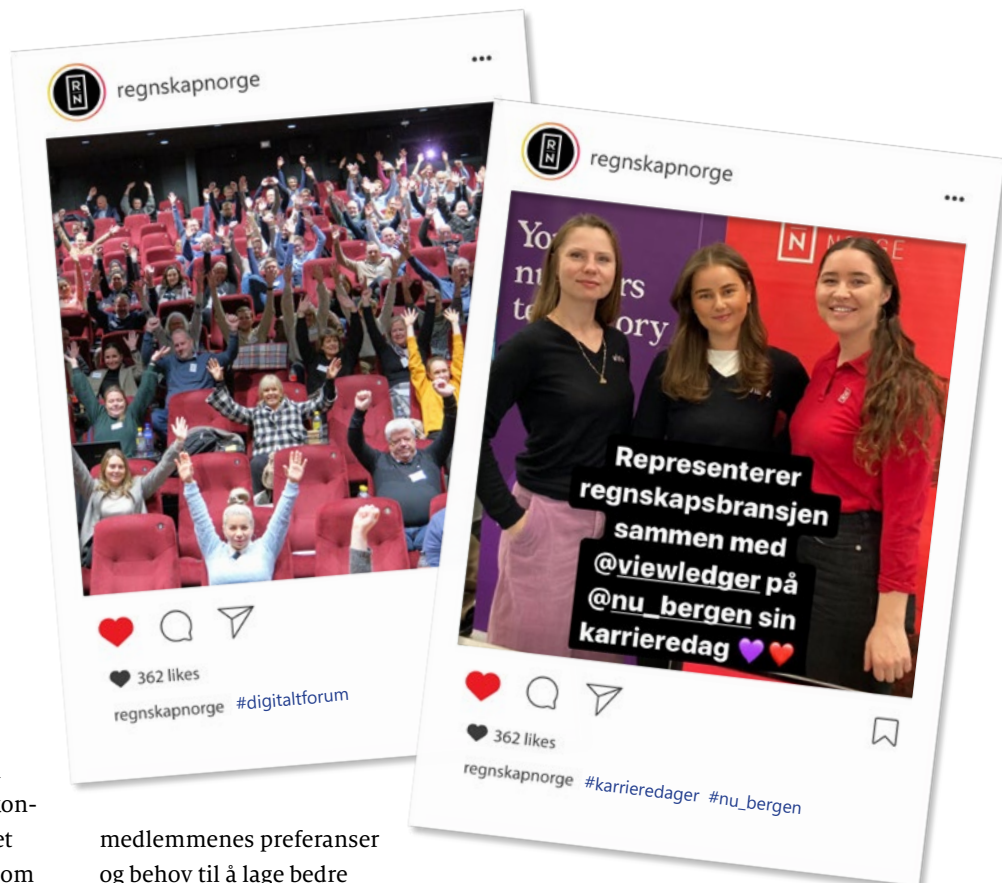 regnskapnorge
362 likes
regnskapnorge #digitaltforum
regnskapnorge
N NORGE
Representerer
regnskapsbransjen
sammen med
@viewledger på
@nu_bergen sin
karrieredag 💜❤️
362 likes
regnskapnorge #karrieredager #nu_bergen
medlemmenes preferanser
og behov til å lage bedre